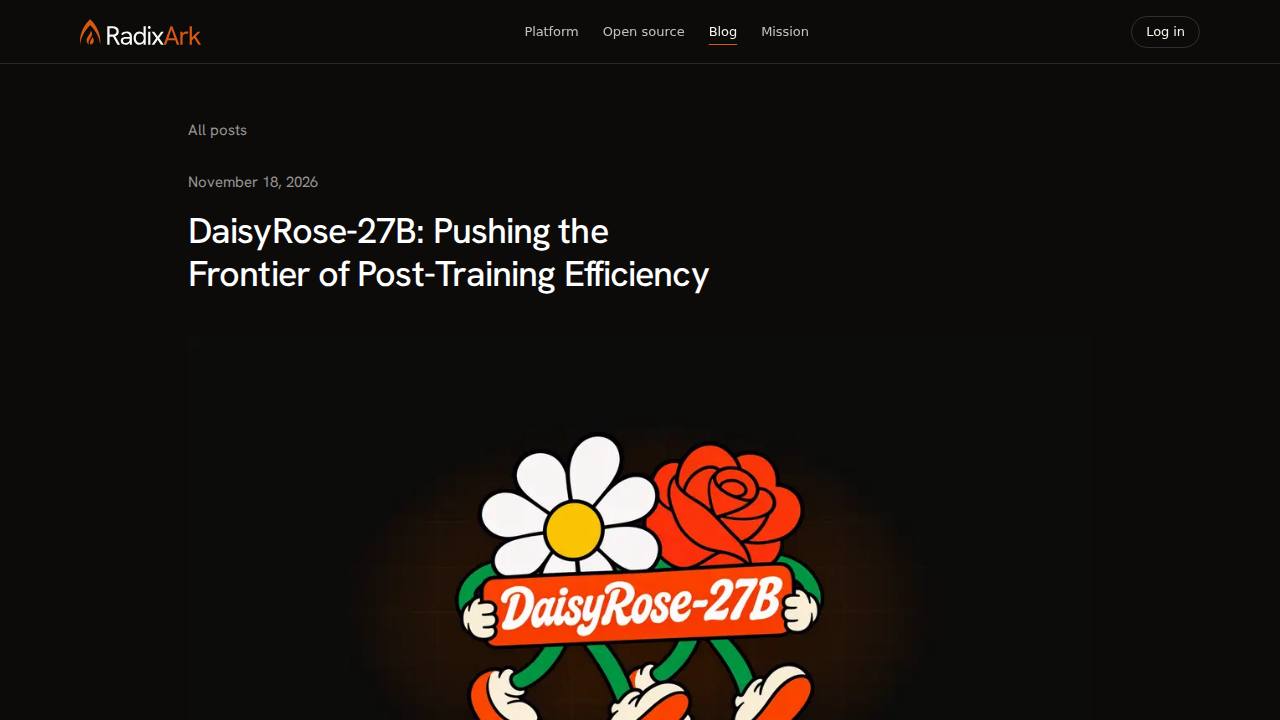 RadixArk
Platform
Open source
Blog
Mission
Log in
All posts
November 18, 2026
DaisyRose-27B: Pushing the
Frontier of Post-Training Efficiency
DaisyRose-27B